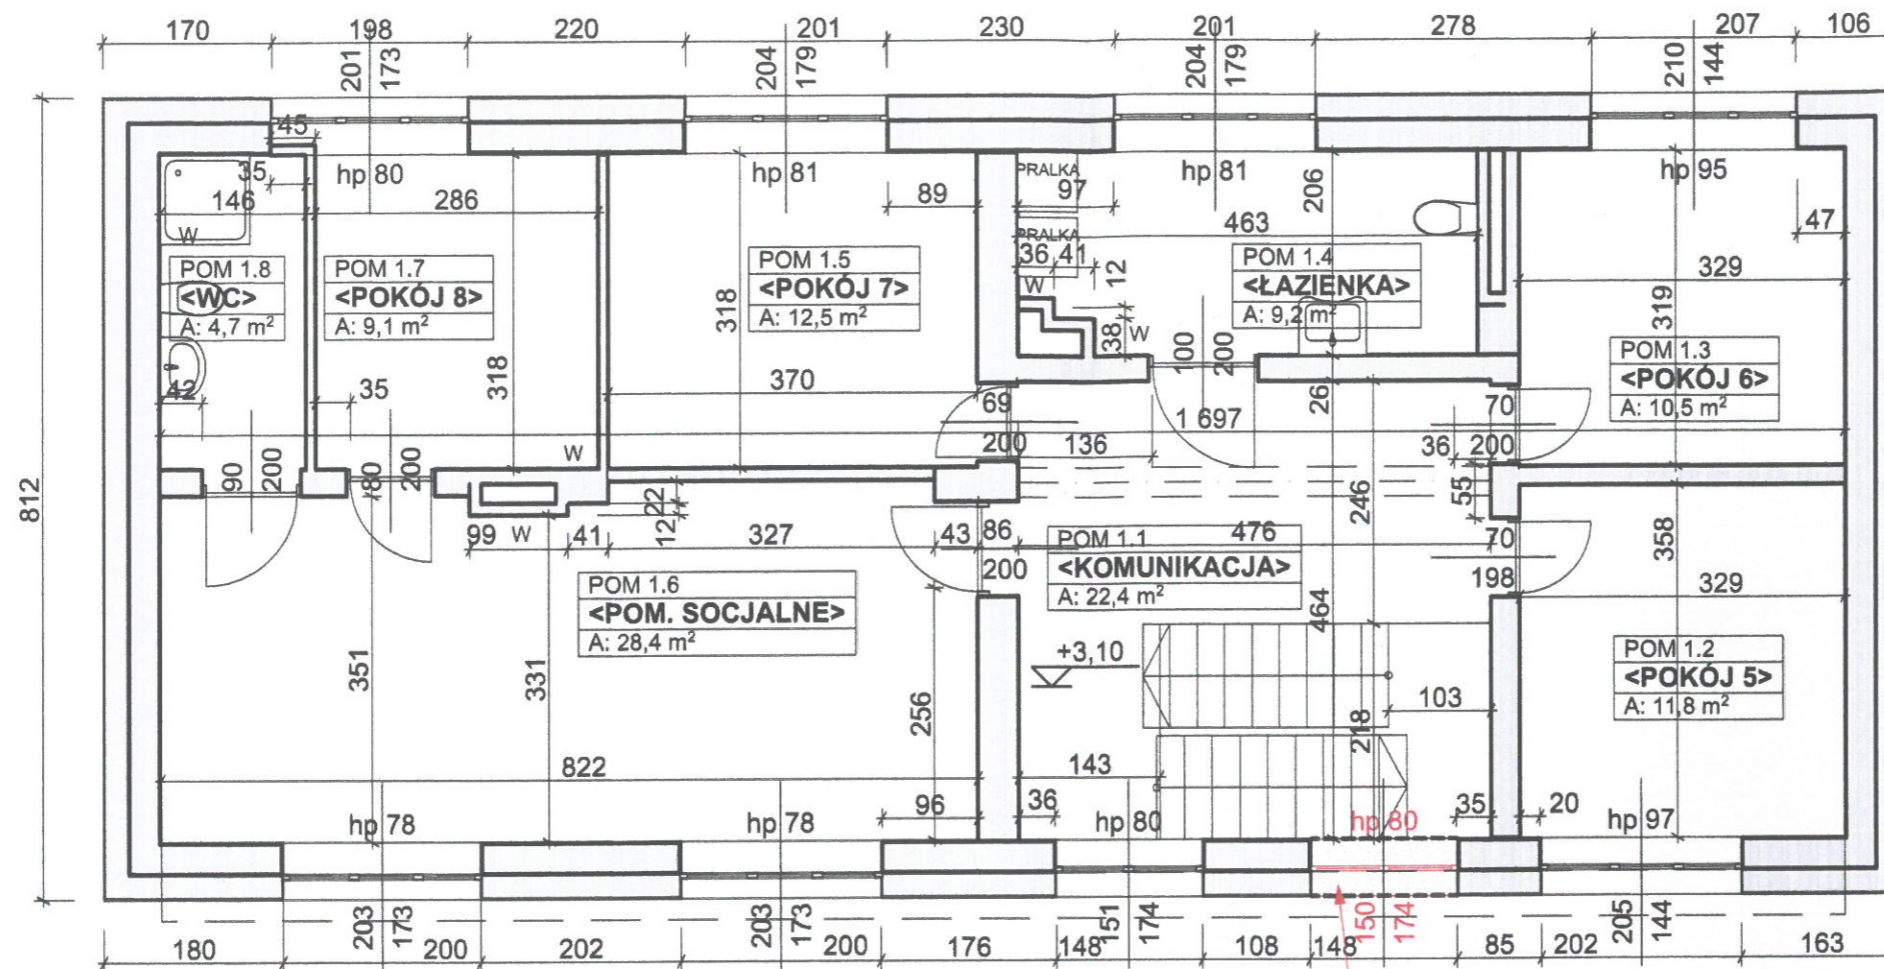 170 198 220 201 230 201 278 207 106
201 173 204 179 204 179 210 144
45
hp 80 hp 81 hp 81 hp 95
PRALKA
35 97 206
146 286 89 463 47
PRALKA
W
36 41 12
POM 1.8
<WC>
A: 4,7 m²
POM 1.7
<POKÓJ 8>
A: 9,1 m²
POM 1.5
<POKÓJ 7>
A: 12,5 m²
POM 1.4
<ŁAZIENKA>
A: 9,2 m²
329
W
318 319
38 W
100 200
POM 1.3
<POKÓJ 6>
A: 10,5 m²
318
42 35 370 26
69 1 697 70
200 136 36 200
W
90 200 80 200
812
22 246 55
12
99 W 41 327 43 86 476 70
358
200 198
POM 1.1
<KOMUNIKACJA>
A: 22,4 m²
POM 1.6
<POM. SOCJALNE>
A: 28,4 m²
329
464
+3,10
POM 1.2
<POKÓJ 5>
A: 11,8 m²
351 331 256 103
218
822 143
96 36 35 20
hp 78 hp 78 hp 80 hp 80 hp 97
203 173 203 173 151 174 150 174 205 144
180 200 202 200 176 148 108 148 85 202 163